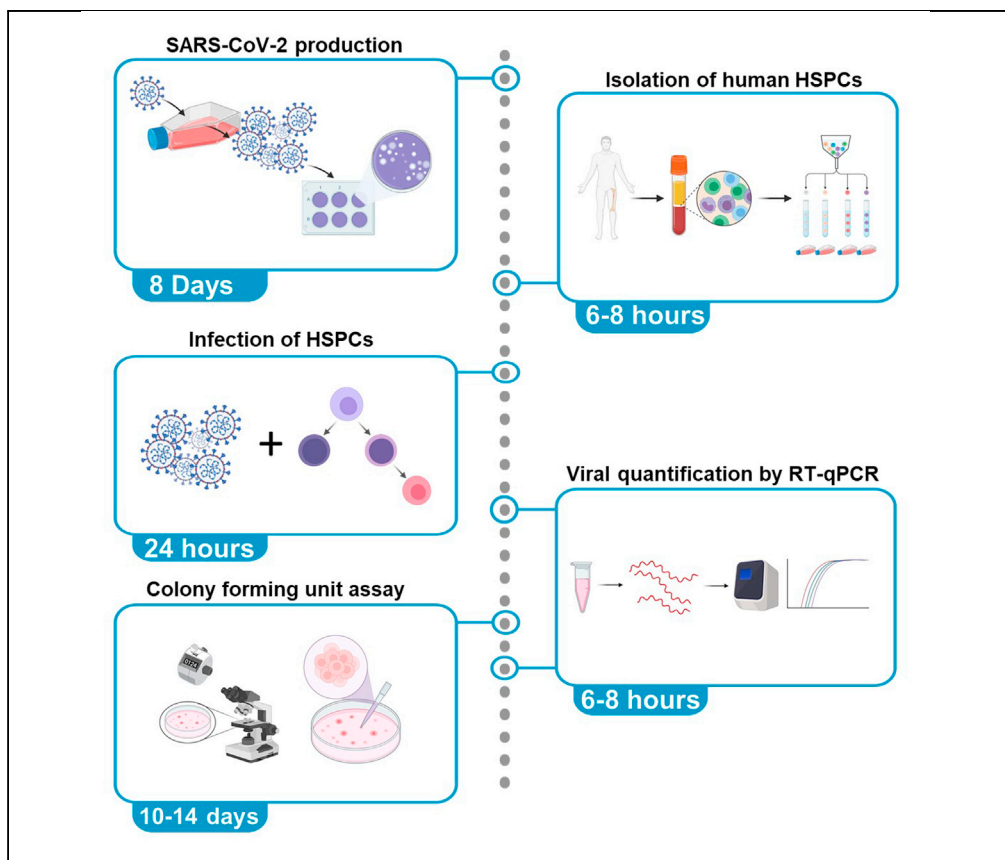 SARS-CoV-2 production
8 Days
Isolation of human HSPCs
6-8 hours
Infection of HSPCs
24 hours
Viral quantification by RT-qPCR
6-8 hours
Colony forming unit assay
10-14 days